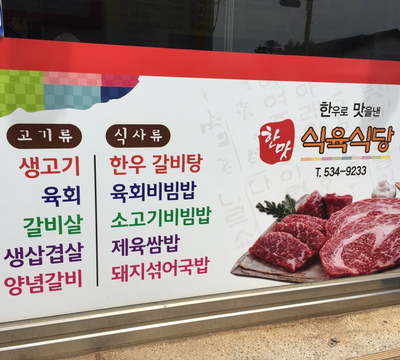 고기류
생고기
육회
갈비살
생삼겹살
양념갈비
식사류
한우 갈비탕
육회비빔밥
소고기비빔밥
제육쌈밥
돼지섞어국밥
한우로 맛을낸
한맛
식육식당
T. 534-9233